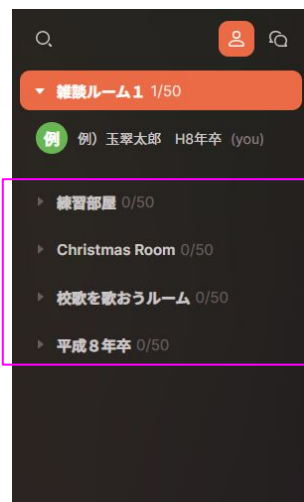 雑談ルーム１ 1/50
例 例）玉翠太郎　H8年卒 (you)
練習部屋 0/50
Christmas Room 0/50
校歌を歌おうルーム 0/50
平成８年卒 0/50